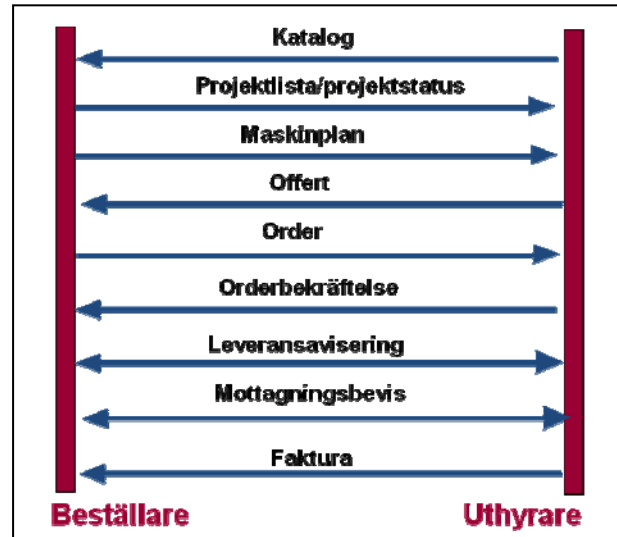 Katalog
Projektlista/projektstatus
Maskinplan
Offert
Order
Orderbekräftelse
Leveransavisering
Mottagningsbevis
Faktura
Beställare Uthyrare